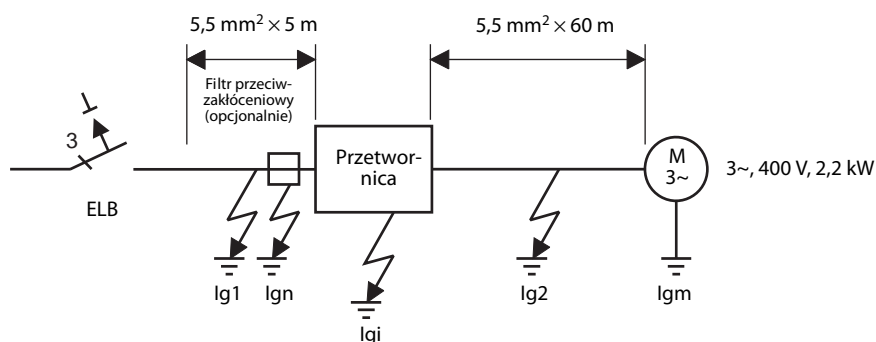 5,5 mm² × 5 m
5,5 mm² × 60 m
Filtr przeciw-
zakłóceniowy
(opcjonalnie)
3
ELB
Przetwor-
nica
M
3~
3~, 400 V, 2,2 kW
Ig1
Ign
Igi
Ig2
Igm